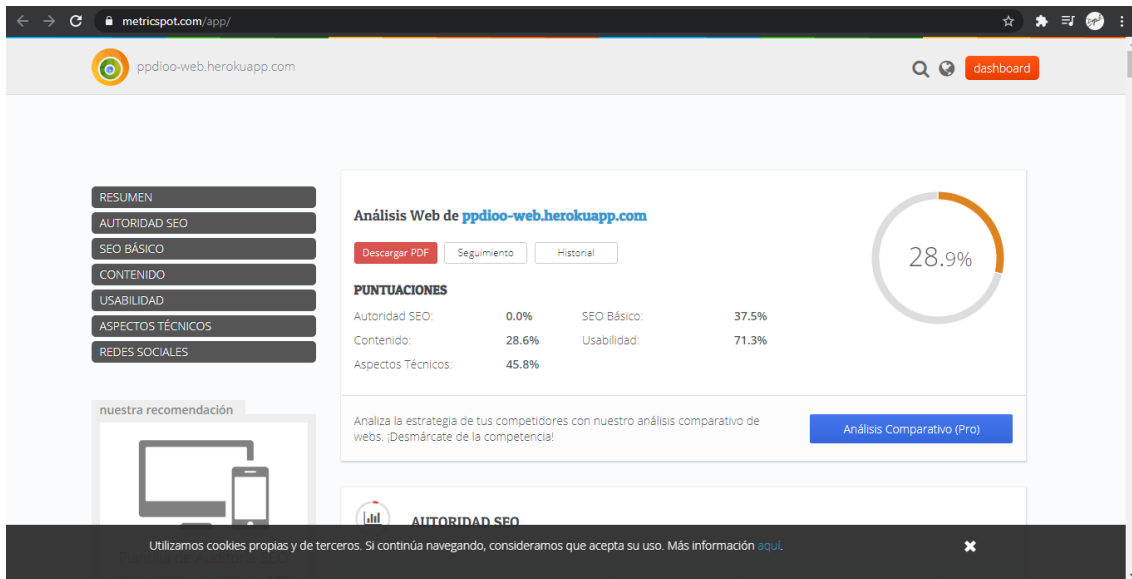 metricspot.com/app/
ppdioo-web.herokuapp.com
dashboard
RESUMEN
AUTORIDAD SEO
SEO BÁSICO
CONTENIDO
USABILIDAD
ASPECTOS TÉCNICOS
REDES SOCIALES
nuestra recomendación
Análisis Web de ppdioo-web.herokuapp.com
Descargar PDF Seguimiento Historial
28.9%
PUNTUACIONES
Autoridad SEO: 0.0% SEO Básico: 37.5%
Contenido: 28.6% Usabilidad: 71.3%
Aspectos Técnicos: 45.8%
Analiza la estrategia de tus competidores con nuestro análisis comparativo de
webs. ¡Desmárcate de la competencia!
Análisis Comparativo (Pro)
AUTORIDAD SEO
Utilizamos cookies propias y de terceros. Si continúa navegando, consideramos que acepta su uso. Más información aquí.